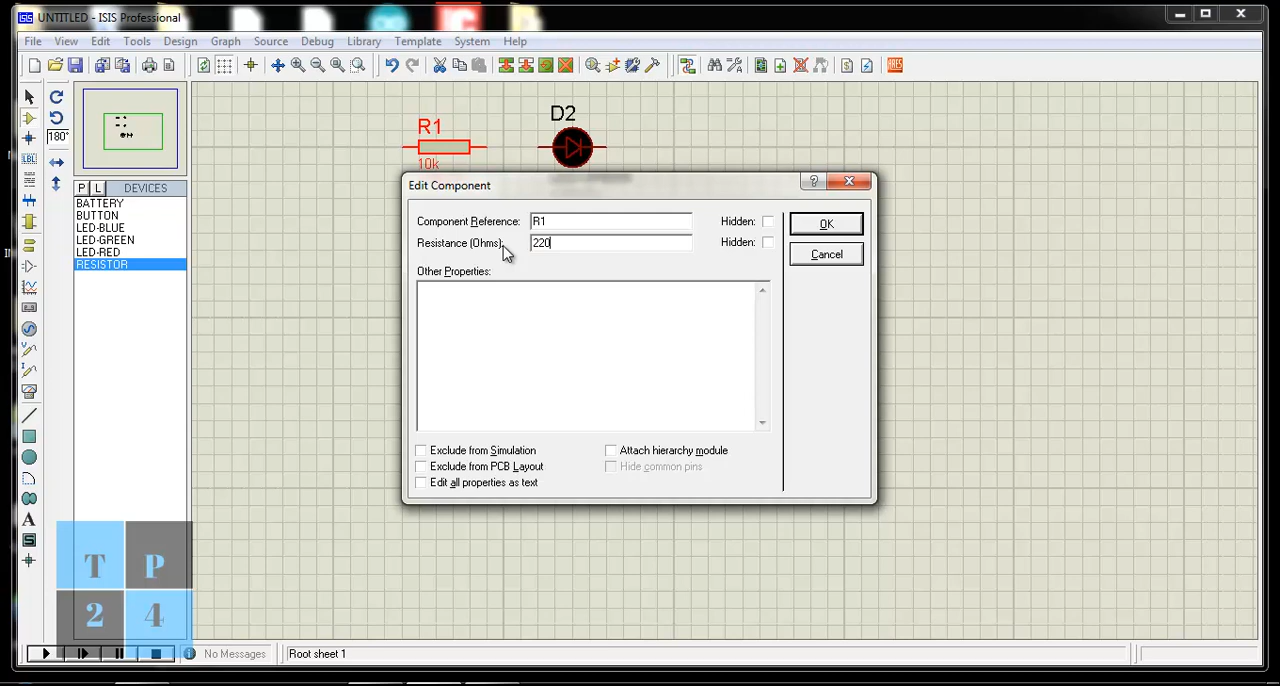 UNTITLED - ISIS Professional
File View Edit Tools Design Graph Source Debug Library Template System Help
ARES
180°
LBL
P L DEVICES
BATTERY
BUTTON
LED-BLUE
LED-GREEN
LED-RED
RESISTOR
R1
10k
D2
Edit Component
Component Reference: R1 Hidden:
Resistance (Ohms): 220 Hidden:
Other Properties:
OK
Cancel
Exclude from Simulation
Exclude from PCB Layout
Edit all properties as text
Attach hierarchy module
Hide common pins
A
S
T P
2 4
No Messages
Root sheet 1